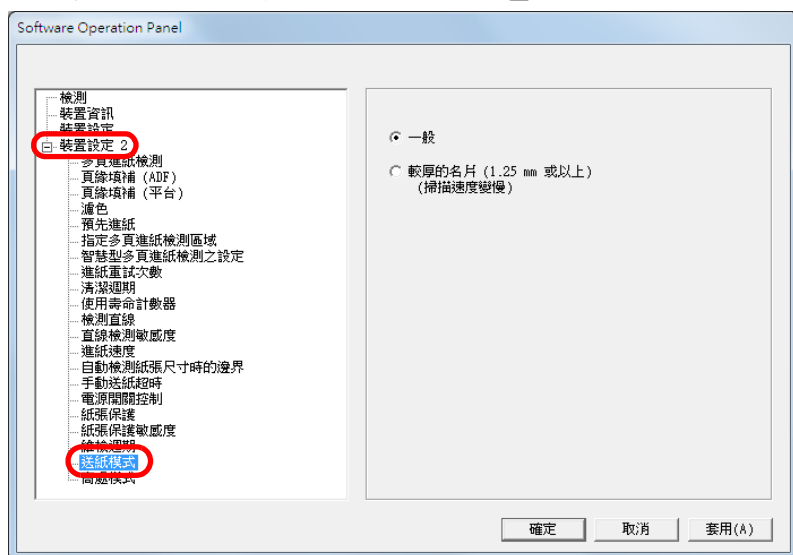 Software Operation Panel
檢測
裝置資訊
裝置設定
裝置設定 2
多頁進紙檢測
頁緣填補 (ADF)
頁緣填補 (平台)
濾色
預先進紙
指定多頁進紙檢測區域
智慧型多頁進紙檢測之設定
進紙重試次數
清潔週期
使用壽命計數器
檢測直線
直線檢測敏感度
進紙速度
自動檢測紙張尺寸時的邊界
手動送紙超時
電源開關控制
紙張保護
紙張保護敏感度
維檢週期
送紙模式
高處模式
一般
較厚的名片 (1.25 mm 或以上)
(掃描速度變慢)
確定
取消
套用(A)